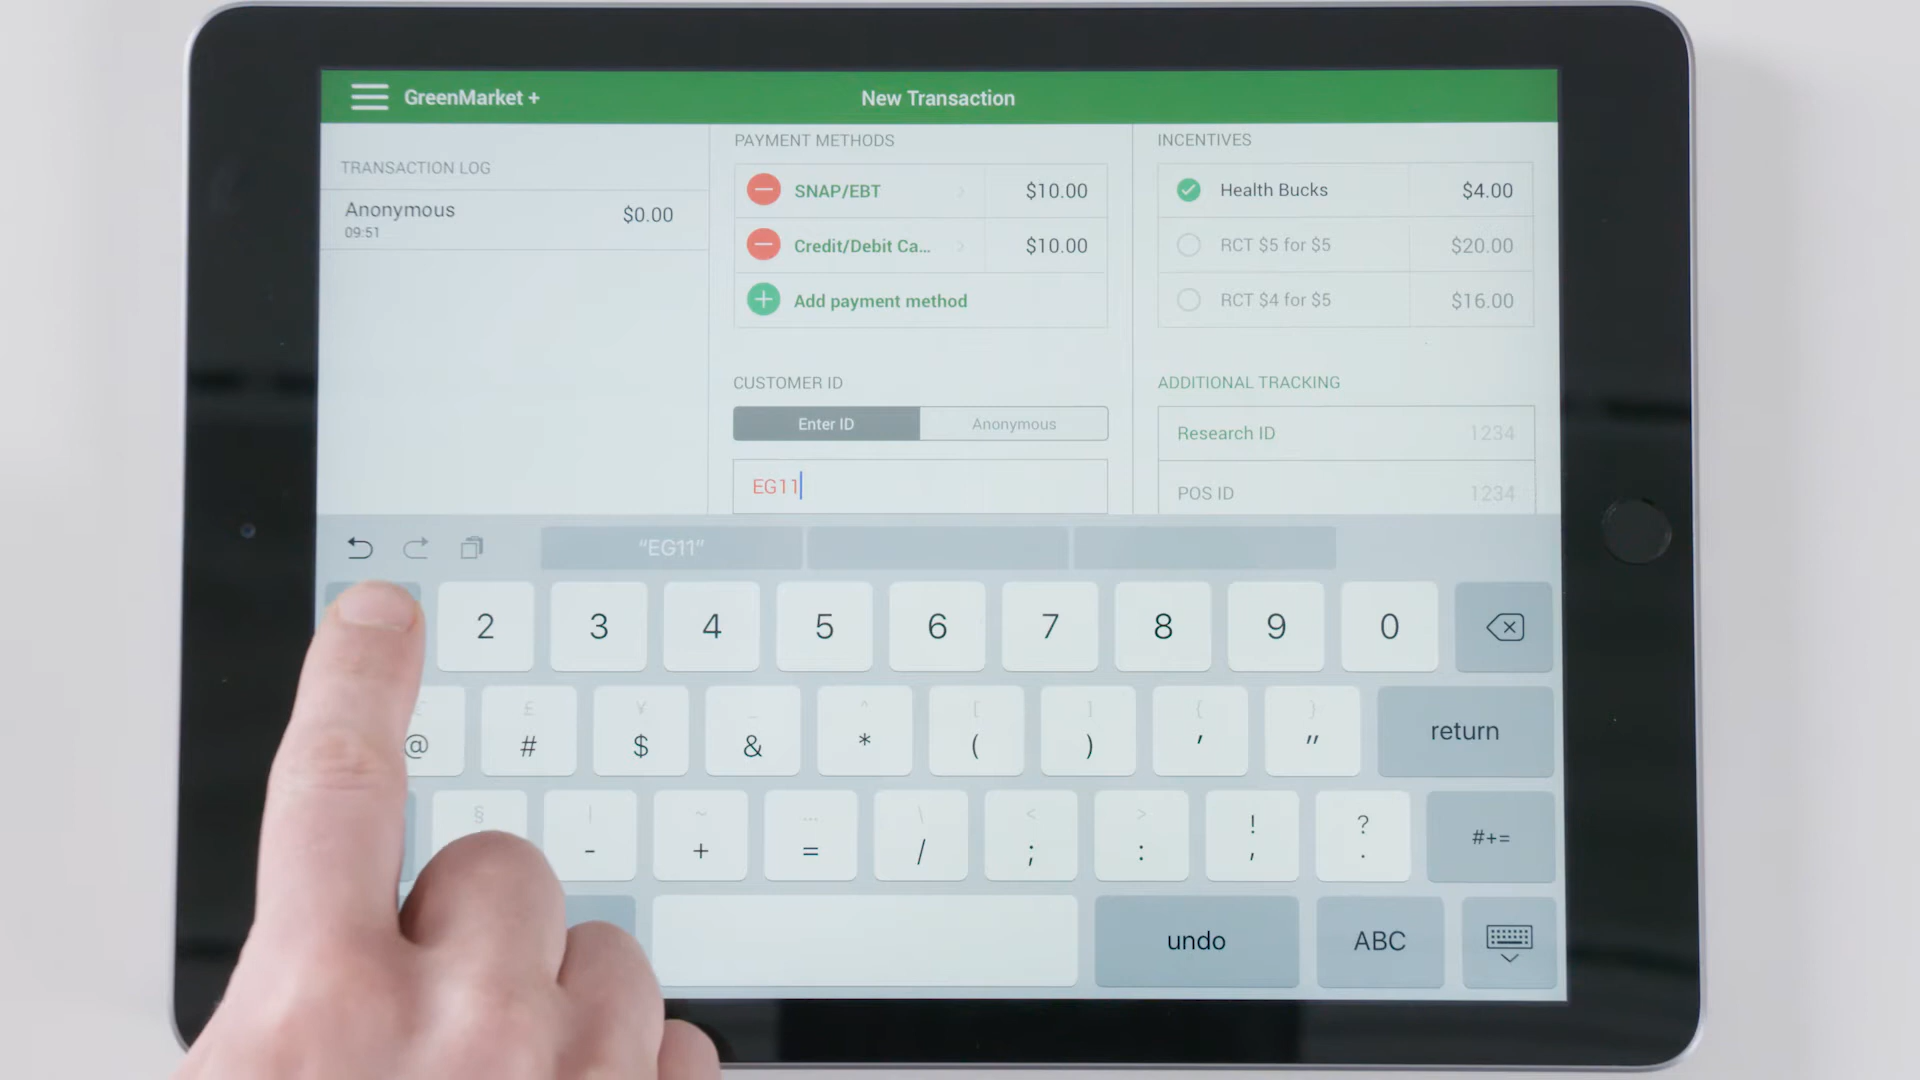 GreenMarket +
New Transaction
TRANSACTION LOG
Anonymous
$0.00
09:51
PAYMENT METHODS
SNAP/EBT
$10.00
Credit/Debit Ca...
$10.00
Add payment method
CUSTOMER ID
Enter ID
Anonymous
EG11
INCENTIVES
Health Bucks
$4.00
RCT $5 for $5
$20.00
RCT $4 for $5
$16.00
ADDITIONAL TRACKING
Research ID
1234
POS ID
1234
“EG11”
2 3 4 5 6 7 8 9 0
£ ¥ _ ^ [ ] { }
@ # $ & * ( ) ' "
return
§ | ~ … \ < > ! ?
- + = / ; : , .
#+=
undo
ABC